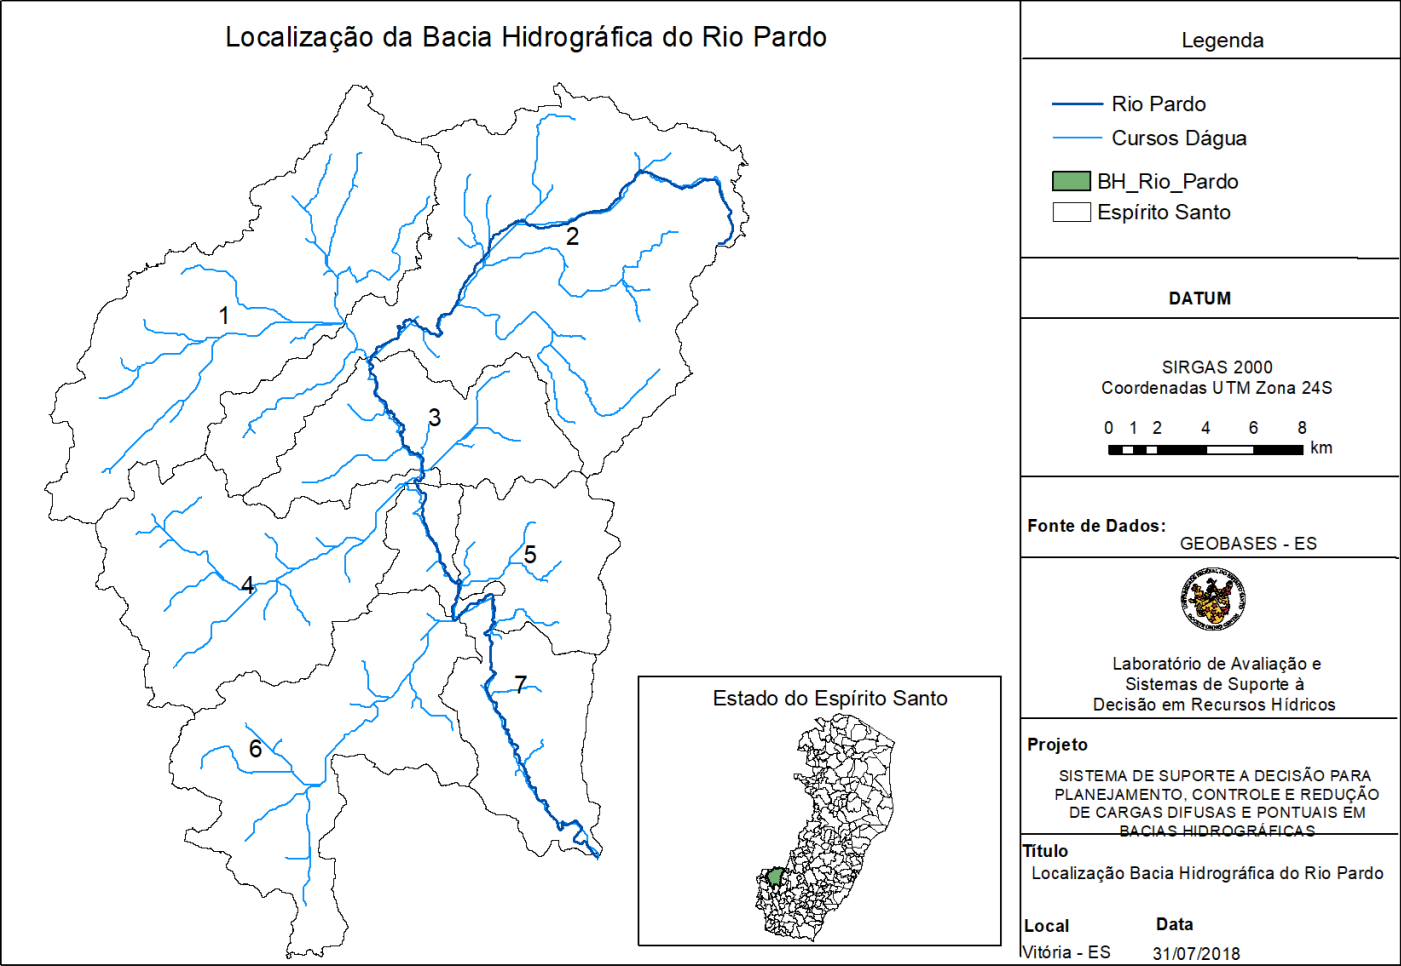 Localização da Bacia Hidrográfica do Rio Pardo
1
2
3
4
5
6
7
Estado do Espírito Santo
Legenda
Rio Pardo
Cursos Dágua
BH_Rio_Pardo
Espírito Santo
DATUM
SIRGAS 2000
Coordenadas UTM Zona 24S
0 1 2 4 6 8
km
Fonte de Dados:
GEOBASES - ES
Laboratório de Avaliação e
Sistemas de Suporte à
Decisão em Recursos Hídricos
Projeto
SISTEMA DE SUPORTE A DECISÃO PARA
PLANEJAMENTO, CONTROLE E REDUÇÃO
DE CARGAS DIFUSAS E PONTUAIS EM
BACIAS HIDROGRÁFICAS
Título
Localização Bacia Hidrográfica do Rio Pardo
Local Data
Vitória - ES 31/07/2018